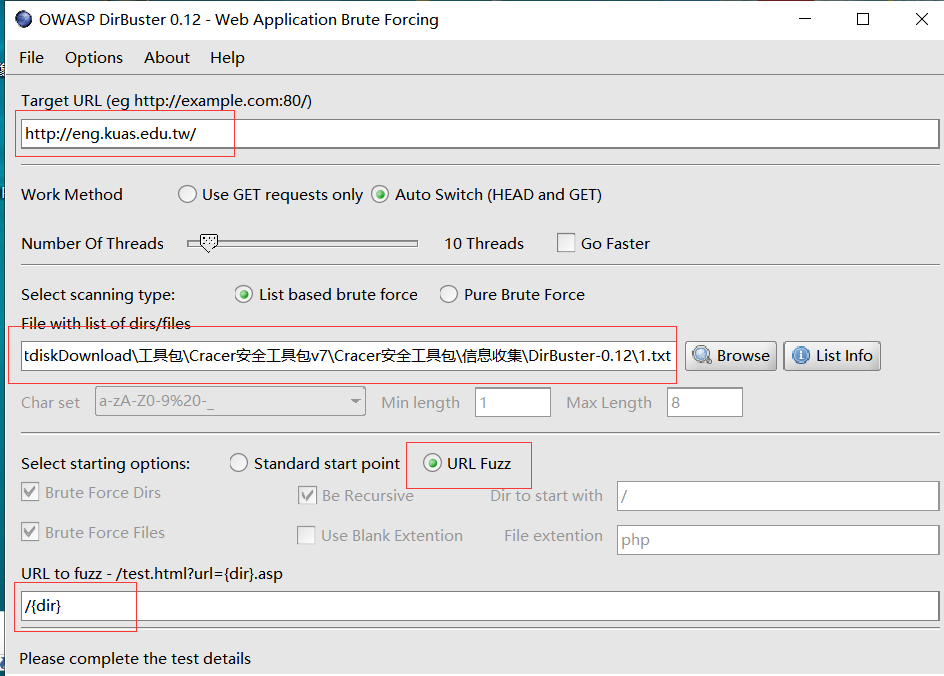 OWASP DirBuster 0.12 - Web Application Brute Forcing
File Options About Help
Target URL (eg http://example.com:80/)
http://eng.kuas.edu.tw/
Work Method Use GET requests only Auto Switch (HEAD and GET)
Number Of Threads 10 Threads Go Faster
Select scanning type: List based brute force Pure Brute Force
File with list of dirs/files
tdiskDownload\工具包\Cracer安全工具包v7\Cracer安全工具包\信息收集\DirBuster-0.12\1.txt Browse List Info
Char set a-zA-Z0-9%20-_ Min length 1 Max Length 8
Select starting options: Standard start point URL Fuzz
Brute Force Dirs Be Recursive Dir to start with /
Brute Force Files Use Blank Extention File extention php
URL to fuzz - /test.html?url={dir}.asp
/{dir}
Please complete the test details